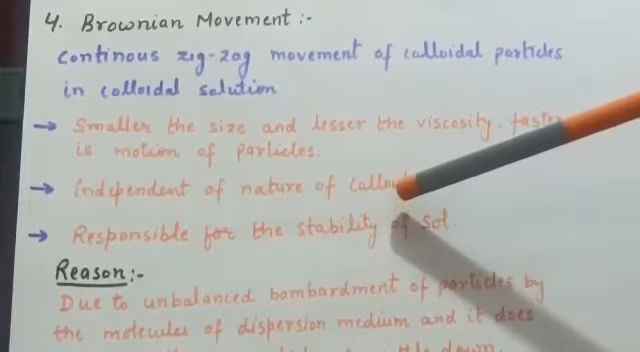 4. Brownian Movement :-
Continous zig-zag movement of colloidal particles
in colloidal solution
→ Smaller the size and lesser the viscosity, faster
is motion of particles.
→ Independent of nature of
→ Responsible for the stability of sol.
Reason:-
Due to unbalanced bombardment of particles by
the molecules of dispersion medium and it does
down.